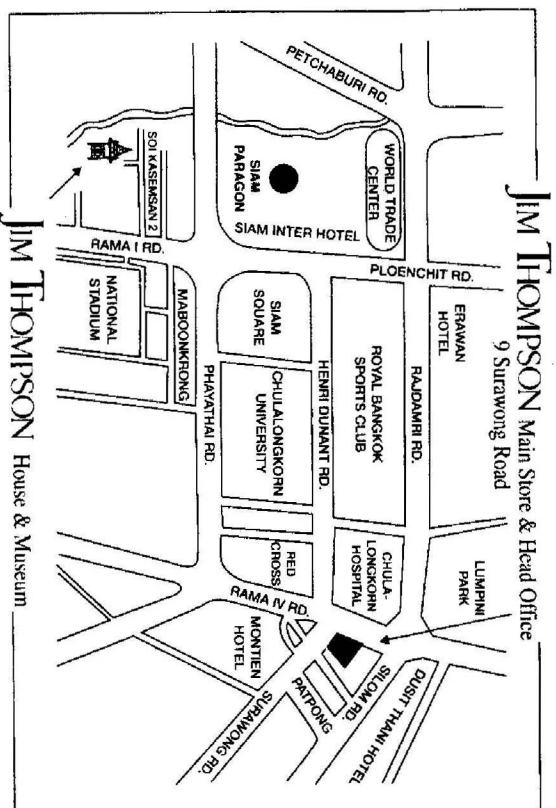 JIM THOMPSON Main Store & Head Office
9 Surawong Road
PETCHABURI RD.
WORLD TRADE
CENTER
SIAM
PARAGON
SIAM INTER HOTEL
SOI KASEMSAN 2
RAMA I RD.
PLOENCHIT RD.
ERAWAN
HOTEL
RAJDAMRI RD.
ROYAL BANGKOK
SPORTS CLUB
HENRI DUNANT RD.
SIAM
SQUARE
CHULALONGKORN
UNIVERSITY
PHAYATHAI RD.
MABOONKRONG
NATIONAL
STADIUM
LUMPINI
PARK
CHULA-
LONGKORN
HOSPITAL
RED
CROSS
RAMA IV RD.
MONTIEN
HOTEL
DUSIT THANI HOTEL
SILOM RD.
PATPONG
SURAWONG RD.
JIM THOMPSON House & Museum